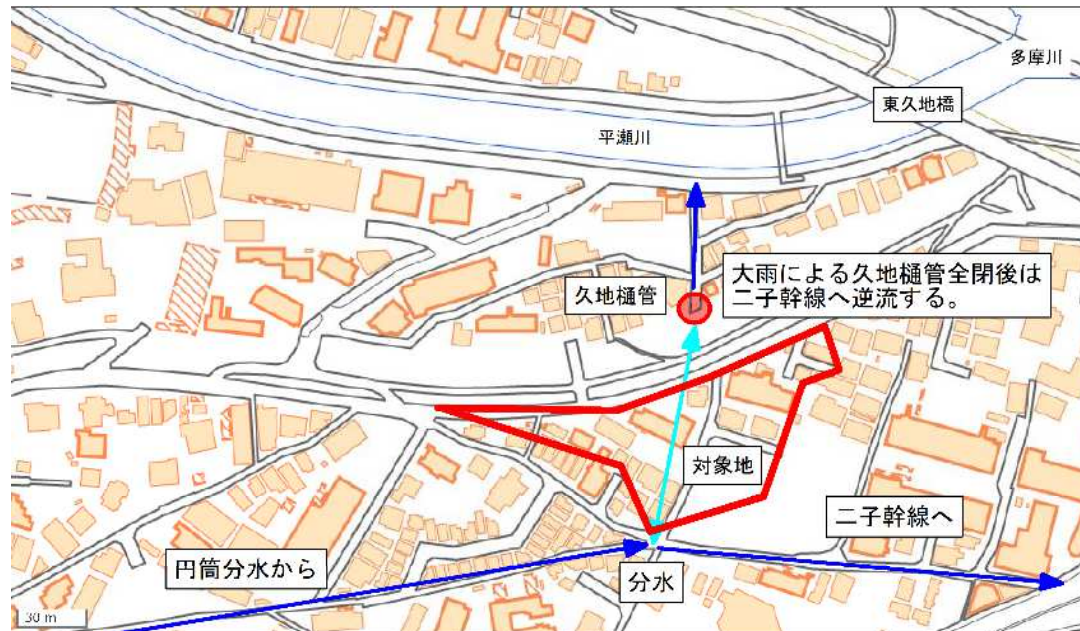 多摩川
東久地橋
平瀬川
久地樋管
大雨による久地樋管全閉後は
二子幹線へ逆流する。
対象地
二子幹線へ
円筒分水から
分水
30 m